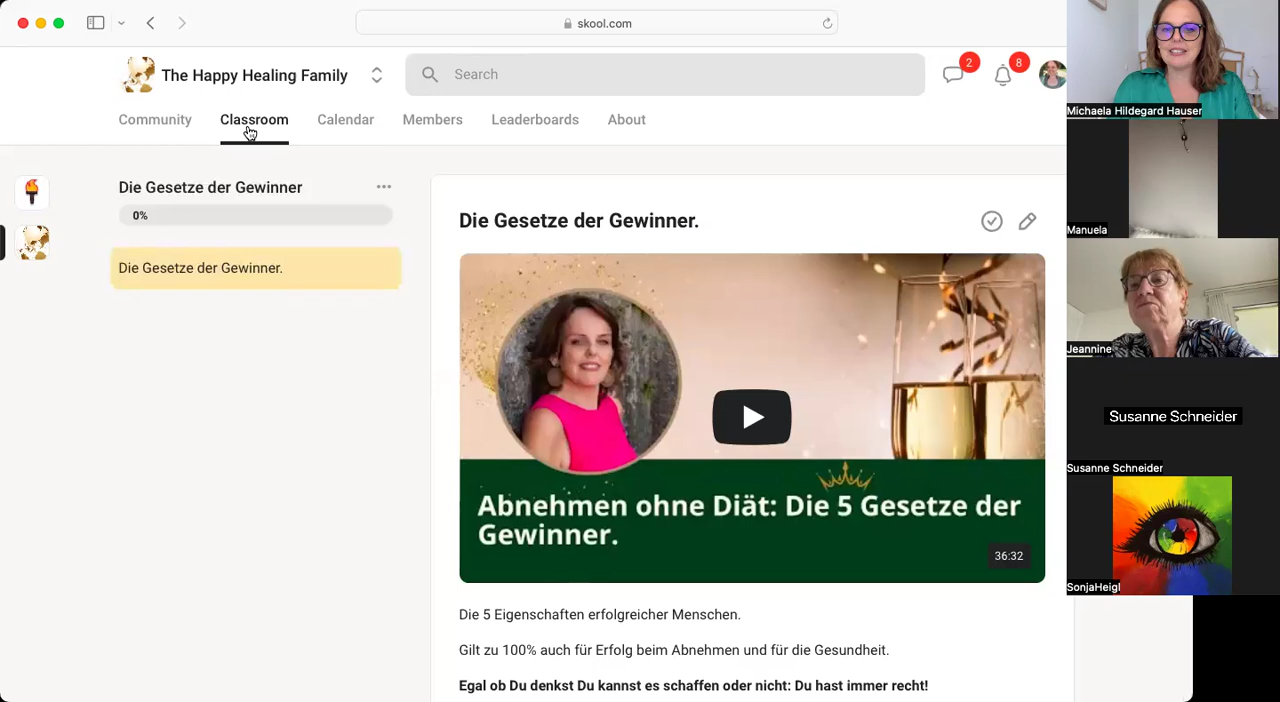 skool.com
The Happy Healing Family
Search
2
8
Community
Classroom
Calendar
Members
Leaderboards
About
Die Gesetze der Gewinner
0%
Die Gesetze der Gewinner.
Die Gesetze der Gewinner.
Abnehmen ohne Diät: Die 5 Gesetze der
Gewinner.
36:32
Die 5 Eigenschaften erfolgreicher Menschen.
Gilt zu 100% auch für Erfolg beim Abnehmen und für die Gesundheit.
Egal ob Du denkst Du kannst es schaffen oder nicht: Du hast immer recht!
Michaela Hildegard Hauser
Manuela
Jeannine
Susanne Schneider
Susanne Schneider
SonjaHeigl